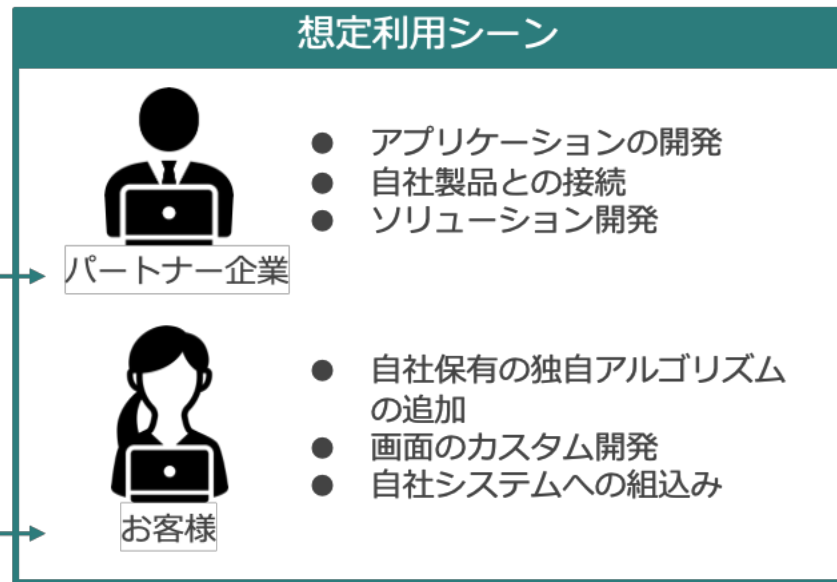 想定利用シーン
● アプリケーションの開発
● 自社製品との接続
● ソリューション開発
パートナー企業
● 自社保有の独自アルゴリズム
の追加
● 画面のカスタム開発
● 自社システムへの組込み
お客様